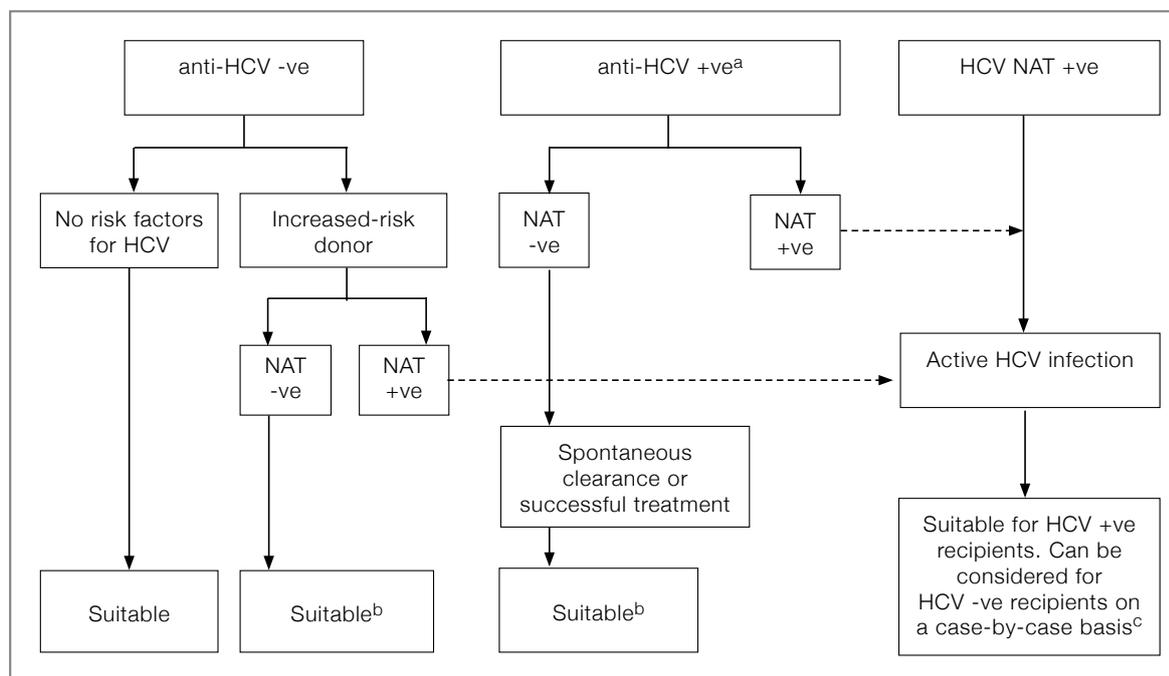 anti-HCV -ve
anti-HCV +veᵃ
HCV NAT +ve
No risk factors
for HCV
Increased-risk
donor
NAT
-ve
NAT
+ve
NAT
-ve
NAT
+ve
Active HCV infection
Spontaneous
clearance or
successful treatment
Suitable for HCV +ve
recipients. Can be
considered for
HCV -ve recipients on
a case-by-case basisᶜ
Suitable
Suitableᵇ
Suitableᵇ